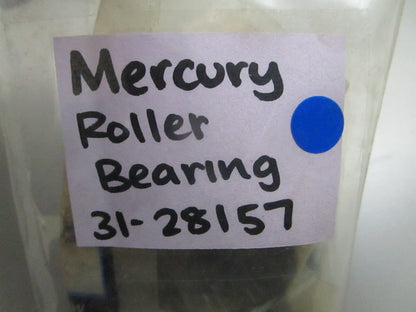 Mercury
Roller
Bearing
31-28157